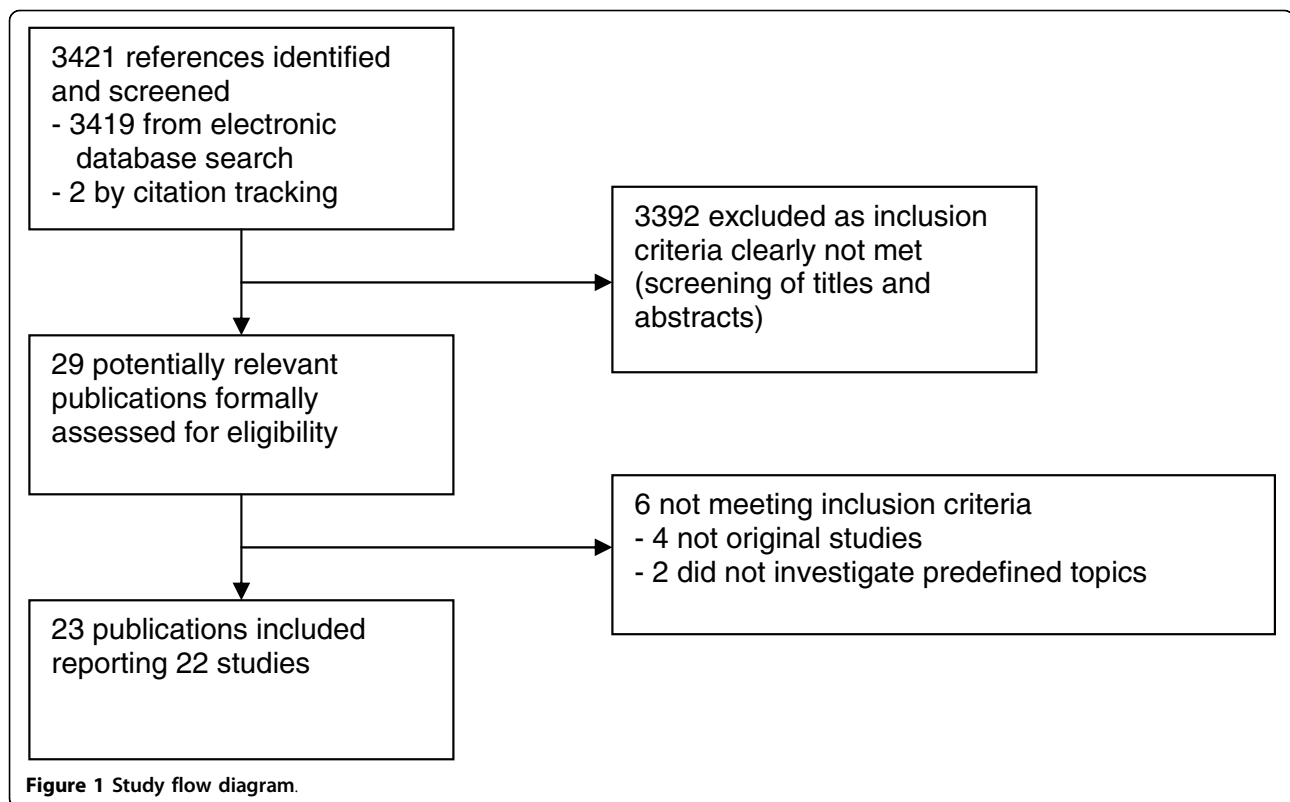 3421 references identified
and screened
- 3419 from electronic
database search
- 2 by citation tracking
3392 excluded as inclusion
criteria clearly not met
(screening of titles and
abstracts)
29 potentially relevant
publications formally
assessed for eligibility
6 not meeting inclusion criteria
- 4 not original studies
- 2 did not investigate predefined topics
23 publications included
reporting 22 studies
Figure 1 Study flow diagram.